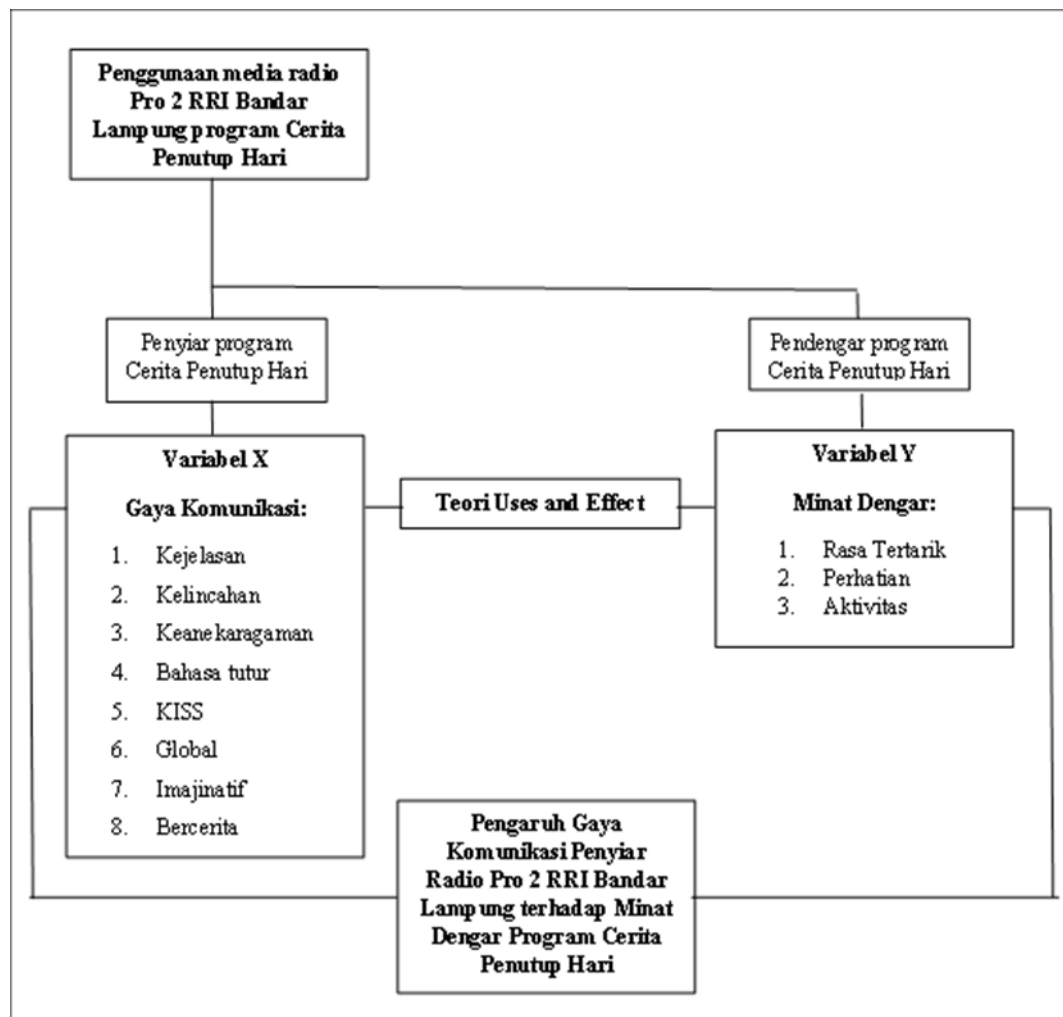 Penggunaan media radio
Pro 2 RRI Bandar
Lampung program Cerita
Penutup Hari
Penyiar program
Cerita Penutup Hari
Pendengar program
Cerita Penutup Hari
Variabel X
Gaya Komunikasi:
1. Kejelasan
2. Kelincahan
3. Keanekaragaman
4. Bahasa tutur
5. KISS
6. Global
7. Imajinatif
8. Bercerita
Teori Uses and Effect
Variabel Y
Minat Dengar:
1. Rasa Tertarik
2. Perhatian
3. Aktivitas
Pengaruh Gaya
Komunikasi Penyiar
Radio Pro 2 RRI Bandar
Lampung terhadap Minat
Dengar Program Cerita
Penutup Hari